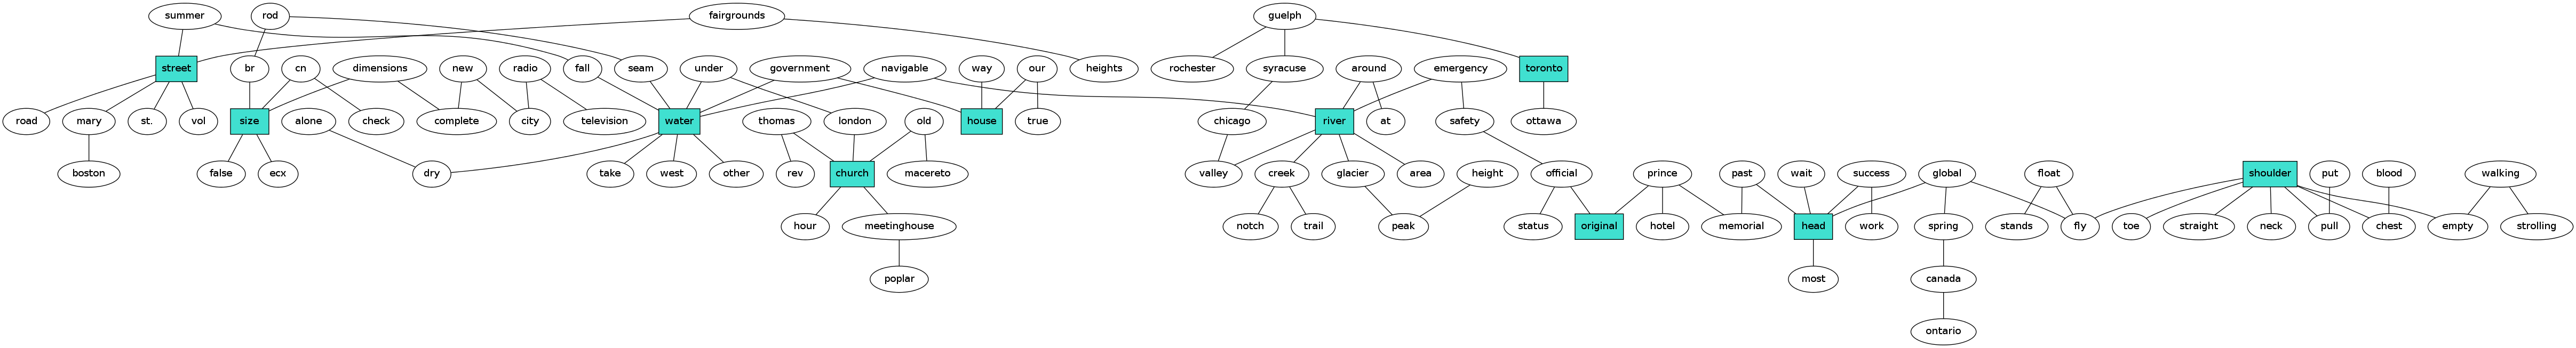 summer rod fairgrounds guelph
street br cn dimensions new radio fall seam under government navigable way our heights rochester syracuse around emergency toronto
road mary st. vol size alone check complete city television water thomas london old house true chicago river at safety ottawa
boston false ecx dry take west other rev church macereto valley creek glacier area height official prince past wait success global float shoulder put blood walking
hour meetinghouse notch trail peak status original hotel memorial head work spring stands fly toe straight neck pull chest empty strolling
poplar most canada
ontario